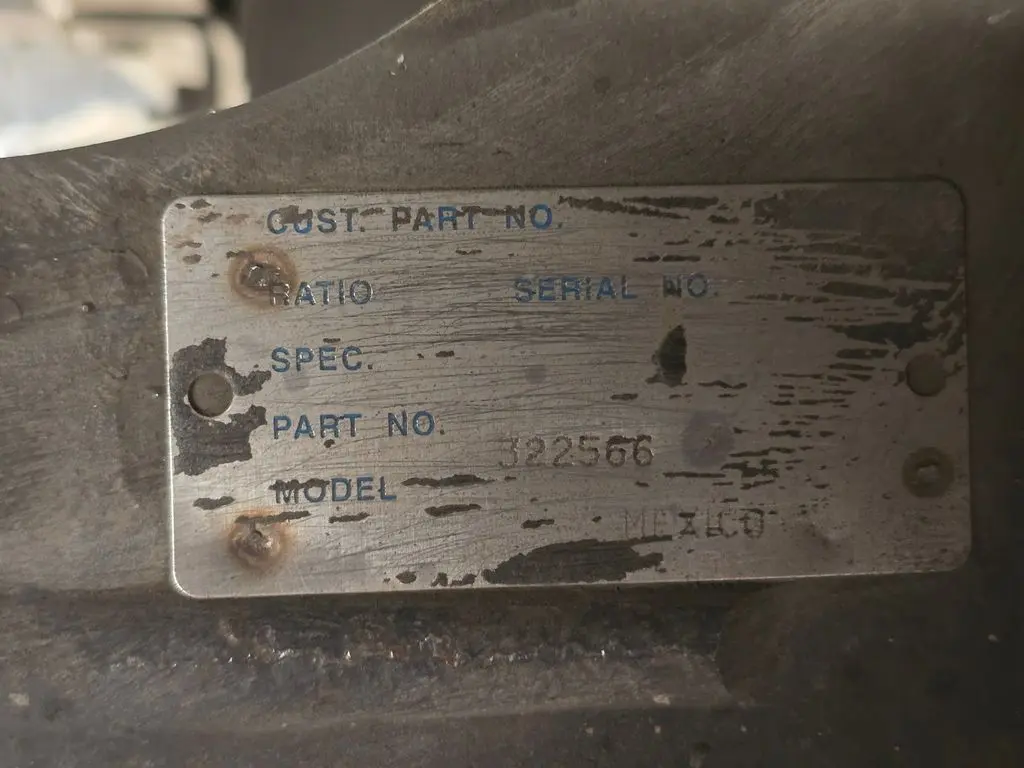 CUST. PART NO.
RATIO SERIAL NO.
SPEC.
PART NO.
322566
MODEL
MEXICO